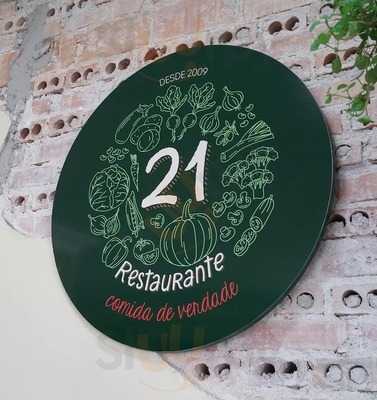 DESDE 2009
21
RESTAURANTE
comida de verdade